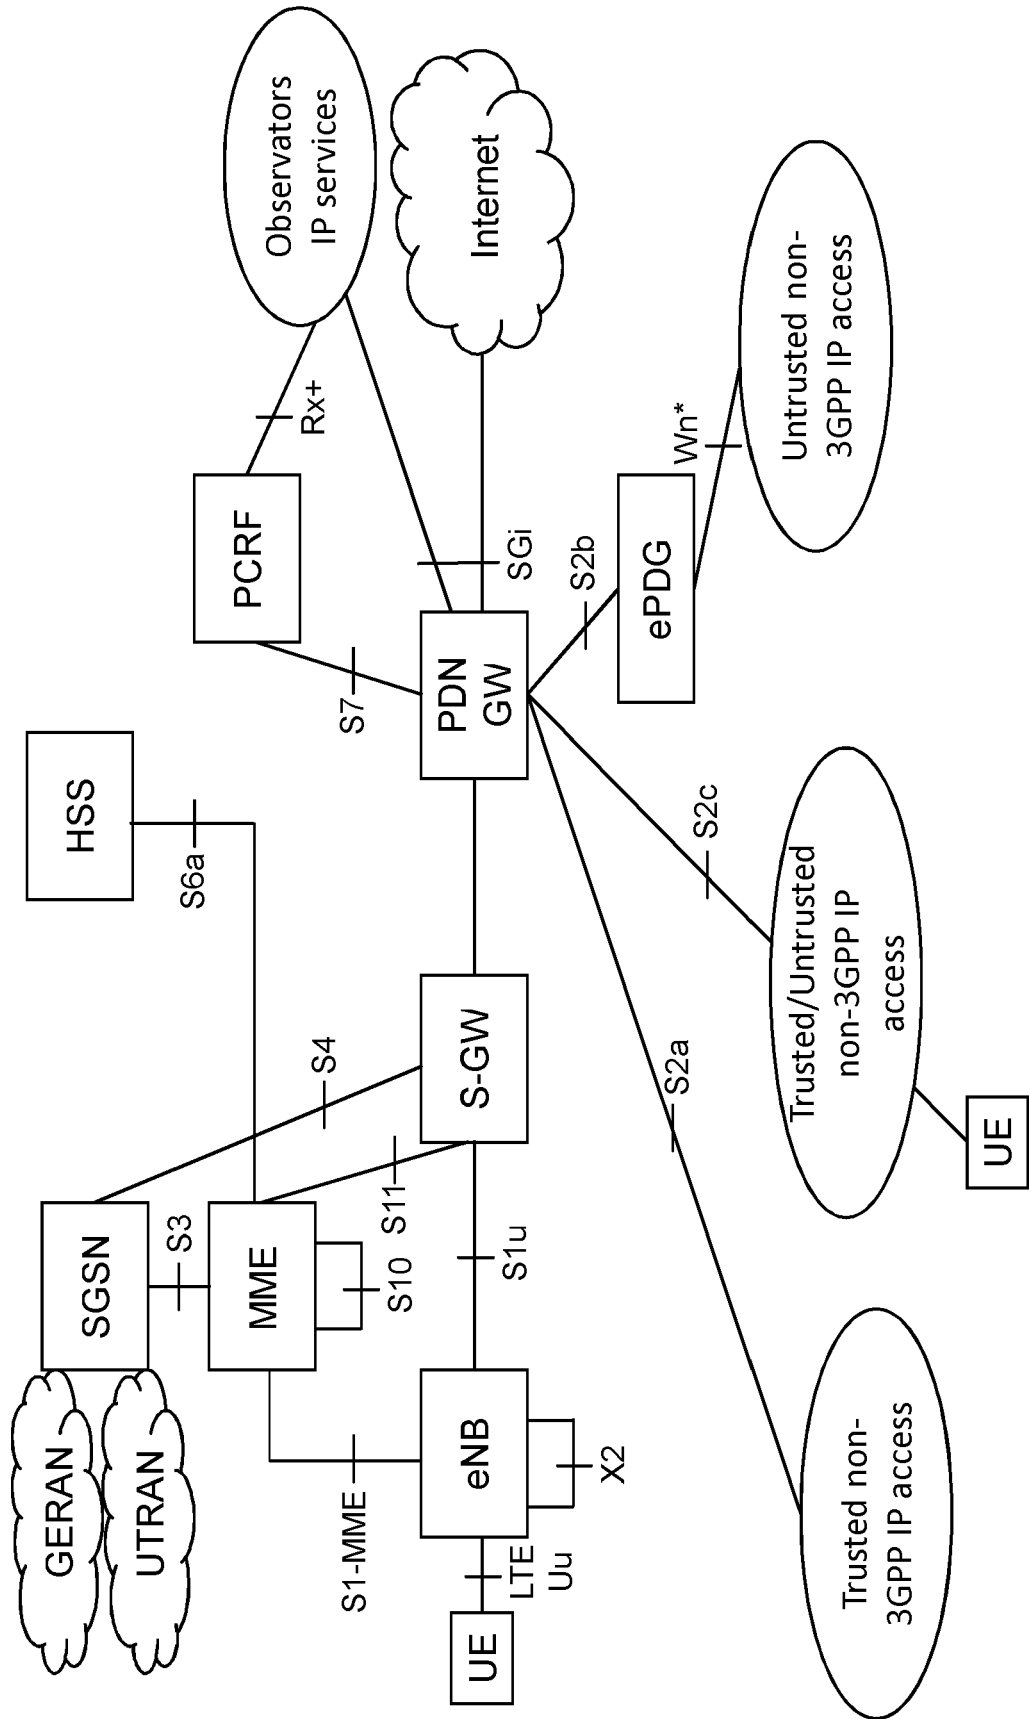 GERAN
UTRAN
SGSN
S3
MME
S10
S11
S4
S6a
HSS
S1-MME
UE
LTE
Uu
eNB
X2
S1u
S-GW
PDN
GW
S7
PCRF
Rx+
Observators
IP services
SGi
Internet
S2a
S2c
S2b
ePDG
Wn*
Trusted non-
3GPP IP access
Trusted/Untrusted
non-3GPP IP
access
UE
Untrusted non-
3GPP IP access